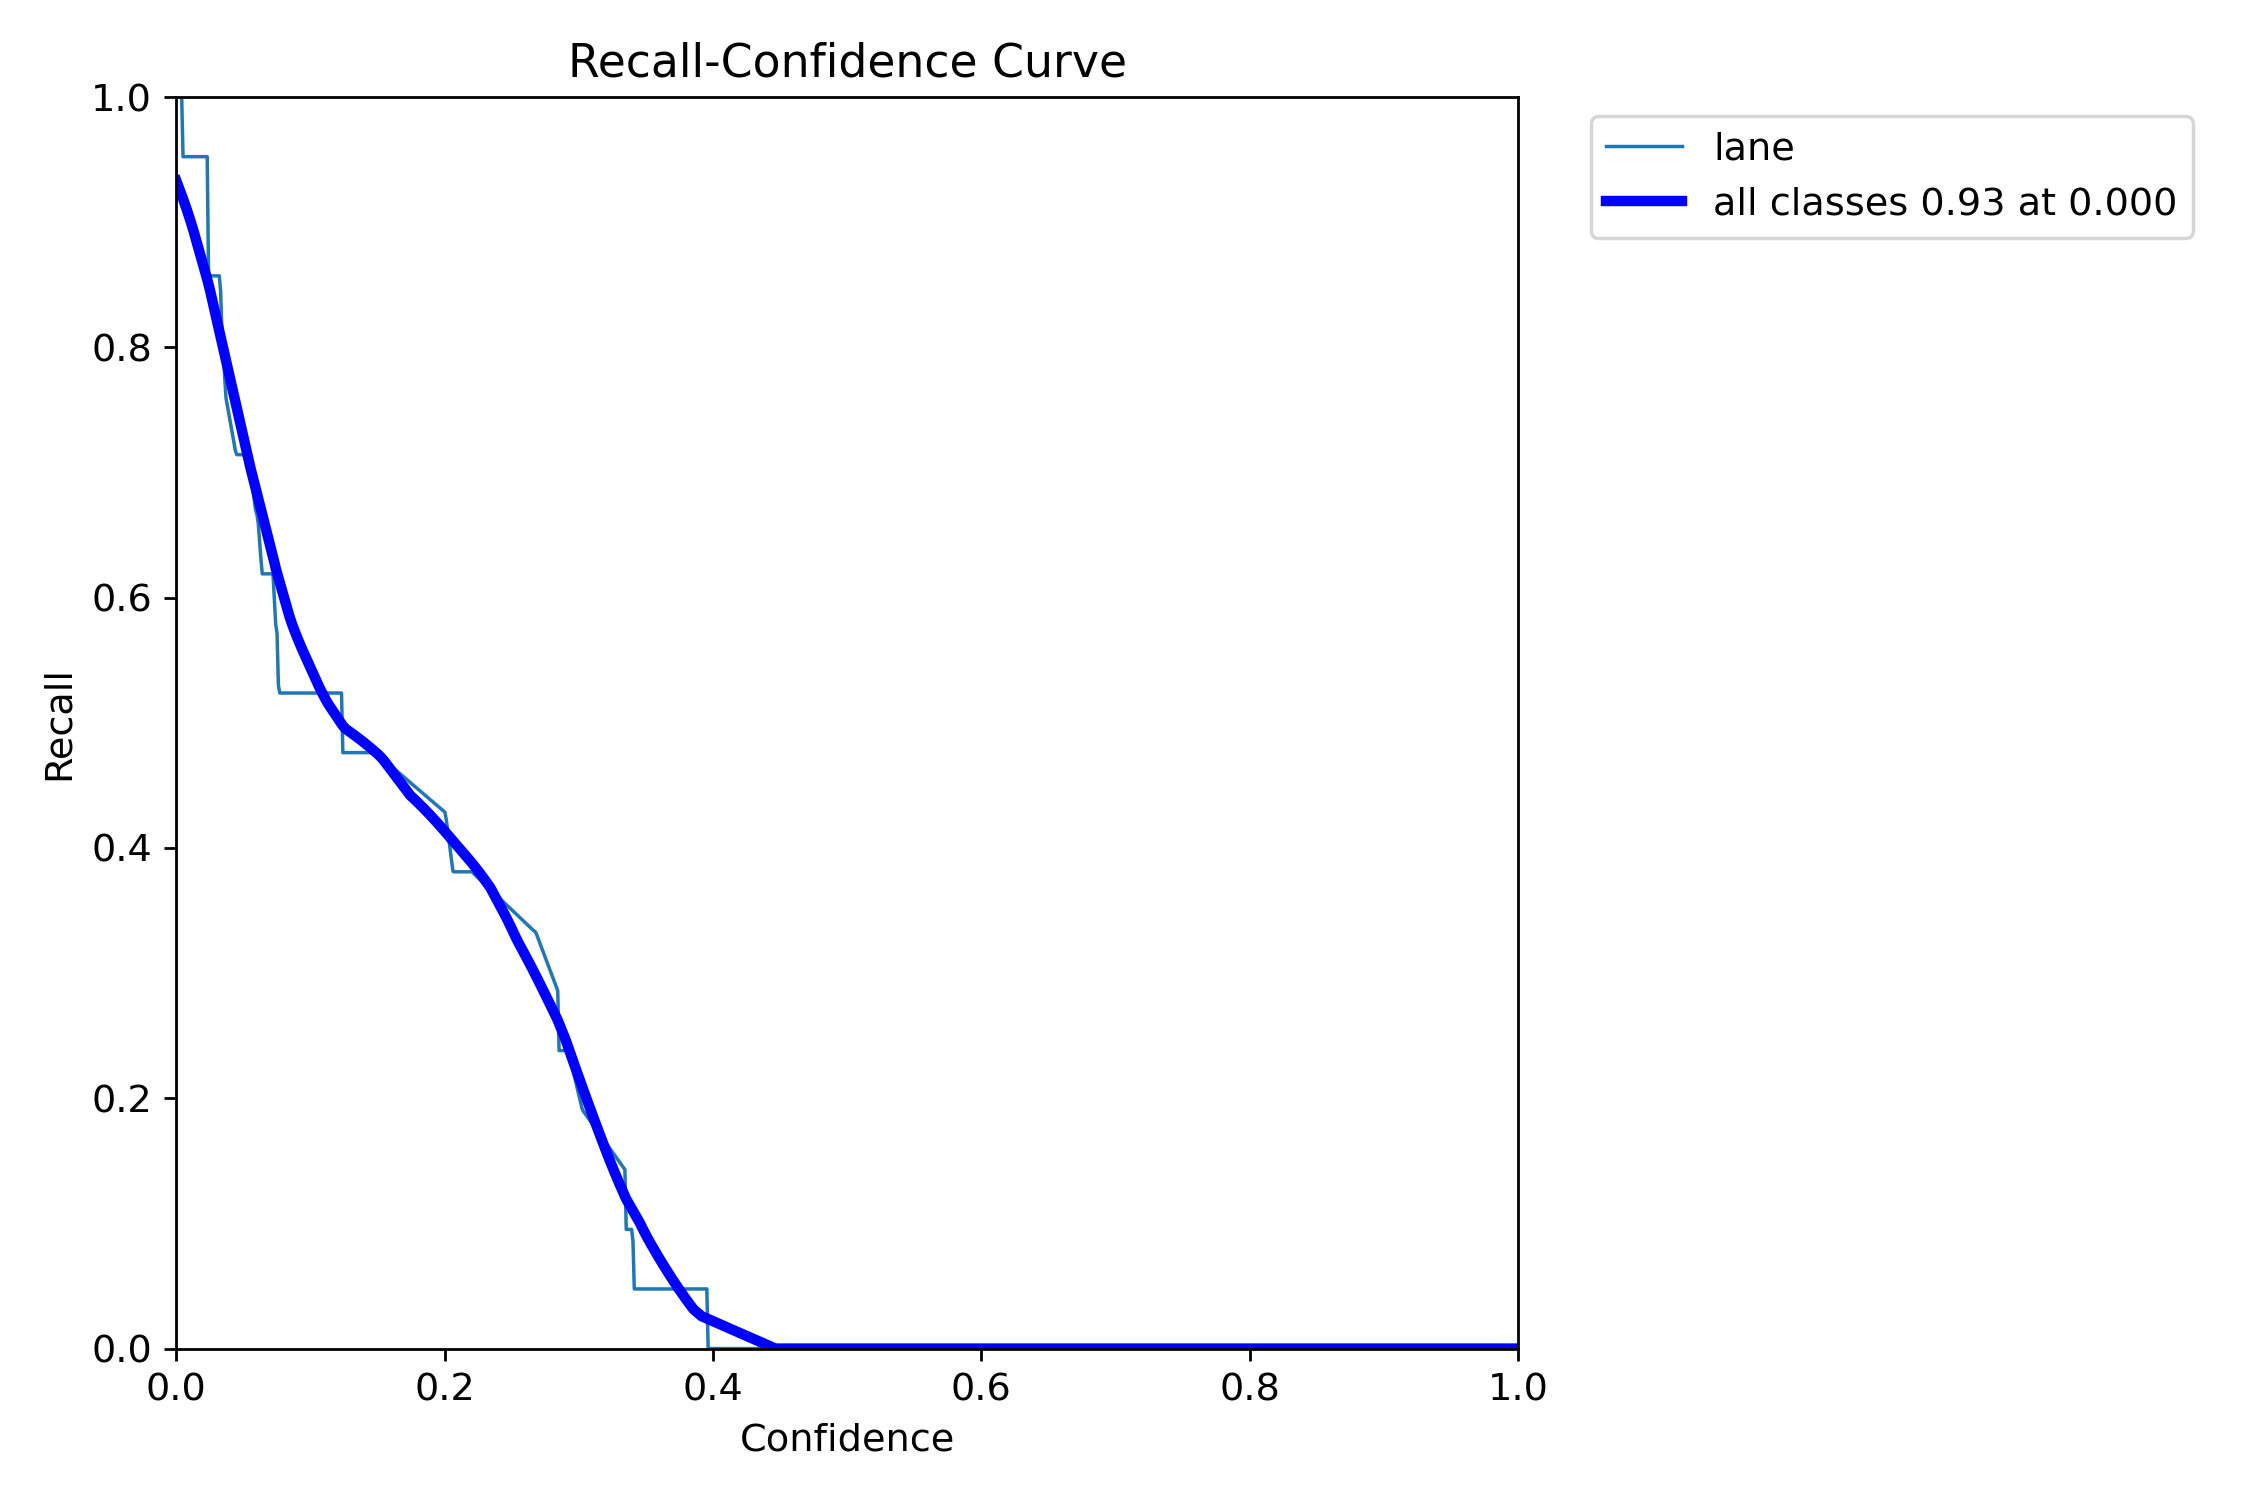 Recall-Confidence Curve
1.0
0.8
0.6
0.4
0.2
0.0
Recall
0.0 0.2 0.4 0.6 0.8 1.0
Confidence
lane
all classes 0.93 at 0.000